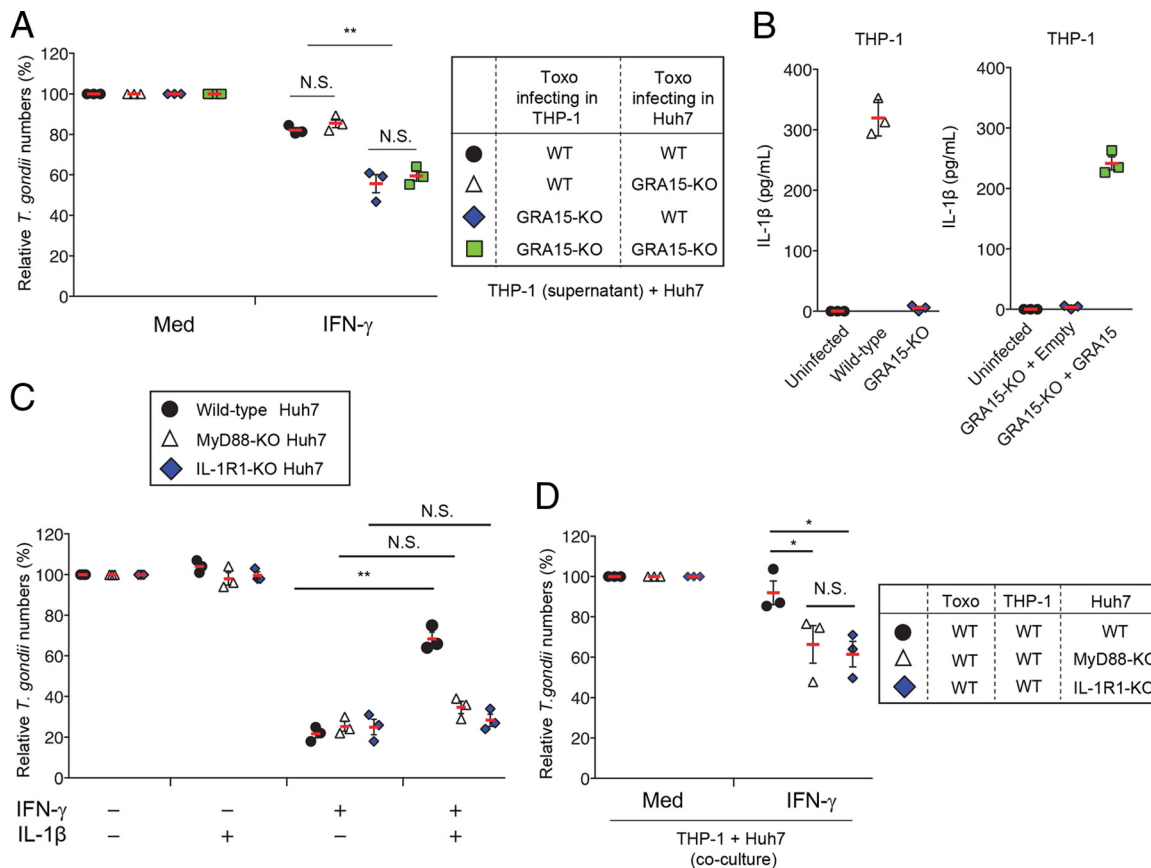 A
Relative T. gondii numbers (%)
120
100
80
60
40
20
0
**
N.S.
N.S.
Med
IFN-γ
Toxo infecting in THP-1
Toxo infecting in Huh7
WT WT
WT GRA15-KO
GRA15-KO WT
GRA15-KO GRA15-KO
THP-1 (supernatant) + Huh7
B
THP-1
IL-1β (pg/mL)
400
300
200
100
0
Uninfected
Wild-type
GRA15-KO
THP-1
IL-1β (pg/mL)
400
300
200
100
0
Uninfected
GRA15-KO + Empty
GRA15-KO + GRA15
C
Wild-type Huh7
MyD88-KO Huh7
IL-1R1-KO Huh7
Relative T. gondii numbers (%)
120
100
80
60
40
20
0
N.S.
N.S.
**
IFN-γ – – + +
IL-1β – + – +
D
Relative T.gondii numbers (%)
120
100
80
60
40
20
0
*
*
N.S.
Med
IFN-γ
THP-1 + Huh7
(co-culture)
Toxo THP-1 Huh7
WT WT WT
WT WT MyD88-KO
WT WT IL-1R1-KO